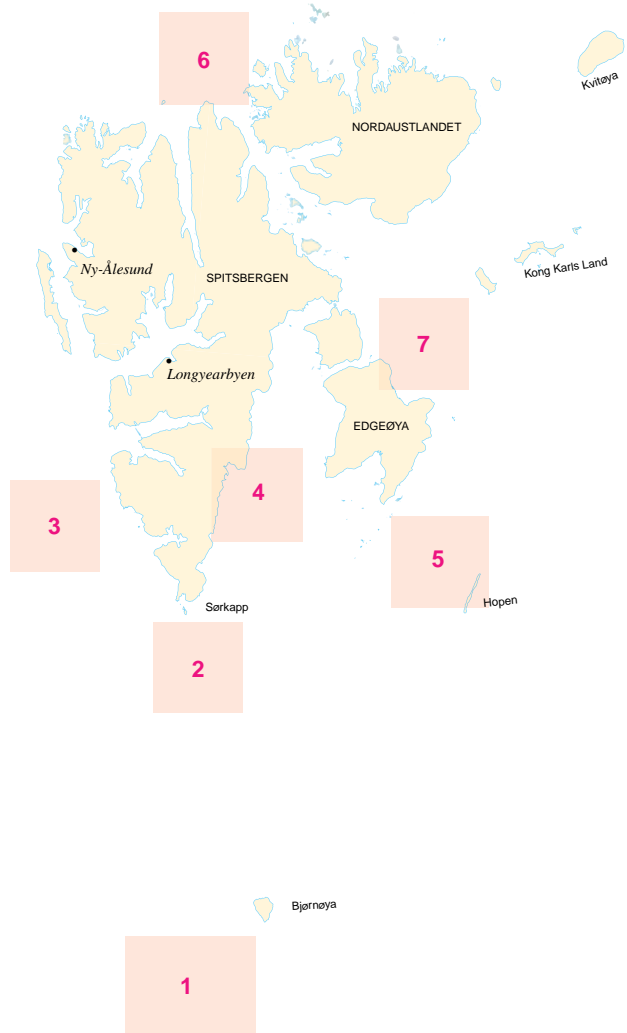 6
Kvitøya
NORDAUSTLANDET
Ny-Ålesund
SPITSBERGEN
Kong Karls Land
7
Longyearbyen
EDGEØYA
4
3
5
Sørkapp
Hopen
2
Bjørnøya
1